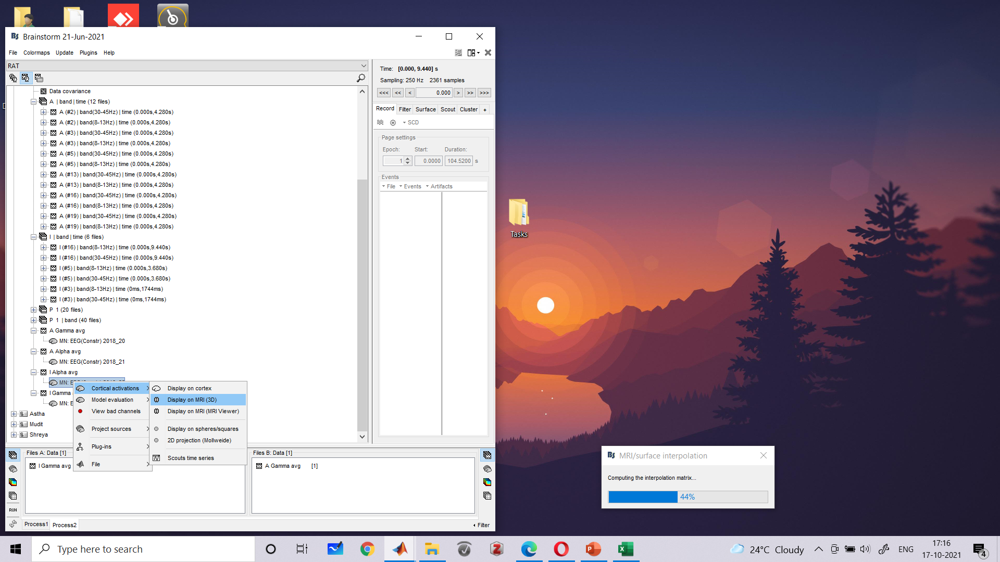 Brainstorm 21-Jun-2021
File Colormaps Update Plugins Help
RAT
Data covariance
A | band | time (12 files)
A (#2) | band(30-45Hz) | time (0.000s,4.280s)
A (#2) | band(8-13Hz) | time (0.000s,4.280s)
A (#3) | band(30-45Hz) | time (0.000s,4.280s)
A (#3) | band(8-13Hz) | time (0.000s,4.280s)
A (#5) | band(30-45Hz) | time (0.000s,4.280s)
A (#5) | band(8-13Hz) | time (0.000s,4.280s)
A (#13) | band(30-45Hz) | time (0.000s,4.280s)
A (#13) | band(8-13Hz) | time (0.000s,4.280s)
A (#16) | band(30-45Hz) | time (0.000s,4.280s)
A (#16) | band(8-13Hz) | time (0.000s,4.280s)
A (#19) | band(30-45Hz) | time (0.000s,4.280s)
A (#19) | band(8-13Hz) | time (0.000s,4.280s)
I | band | time (6 files)
I (#16) | band(8-13Hz) | time (0.000s,9.440s)
I (#16) | band(30-45Hz) | time (0.000s,9.440s)
I (#5) | band(8-13Hz) | time (0.000s,3.680s)
I (#5) | band(30-45Hz) | time (0.000s,3.680s)
I (#3) | band(8-13Hz) | time (0ms,1744ms)
I (#3) | band(30-45Hz) | time (0ms,1744ms)
P 1 (20 files)
P 1 | band (40 files)
A Gamma avg
MN: EEG(Constr) 2018_20
A Alpha avg
MN: EEG(Constr) 2018_21
I Alpha avg
MN:
I Gamma
MN: E
Astha
Mudit
Shreya
Cortical activations
Model evaluation
View bad channels
Project sources
Plug-ins
File
Display on cortex
Display on MRI (3D)
Display on MRI (MRI Viewer)
Display on spheres/squares
2D projection (Mollweide)
Scouts time series
Time: [0.000, 9.440] s
Sampling: 250 Hz 2361 samples
<<< << < 0.000 > >> >>>
Record Filter Surface Scout Cluster +
SCD
Page settings
Epoch: Start: Duration:
1 0.0000 104.5200 s
Events
File Events Artifacts
Files A: Data [1]
I Gamma avg
Files B: Data [1]
A Gamma avg [1]
RUN
Process1 Process2
Filter
Tasks
MRI/surface interpolation
Computing the interpolation matrix...
44%
Type here to search
24°C Cloudy
ENG
17:16
17-10-2021
4